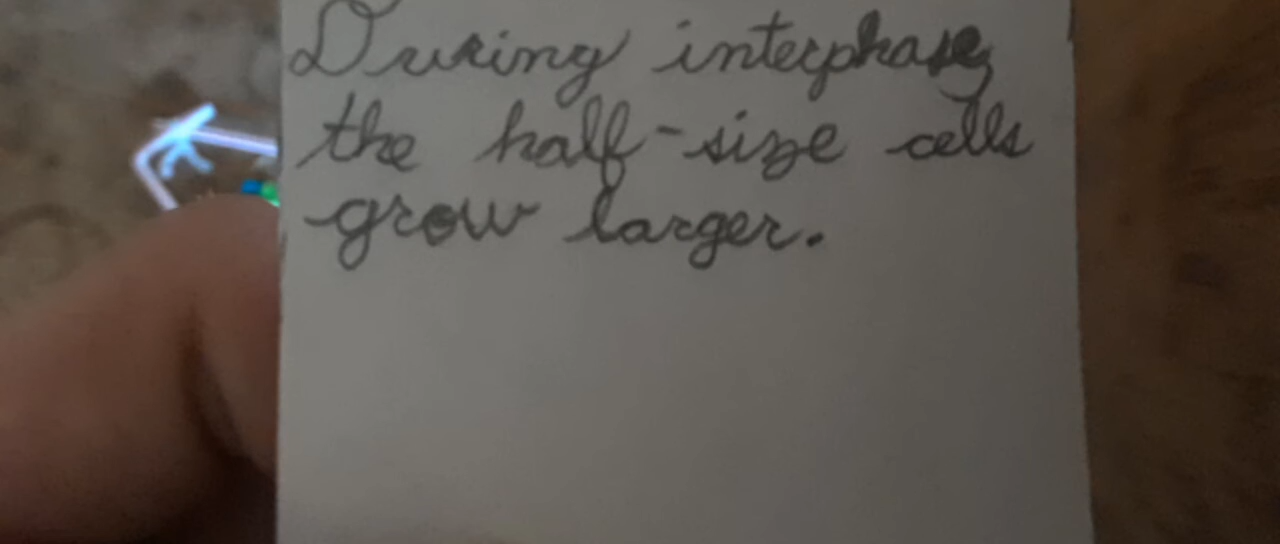 During interphase,
the half-size cells
grow larger.